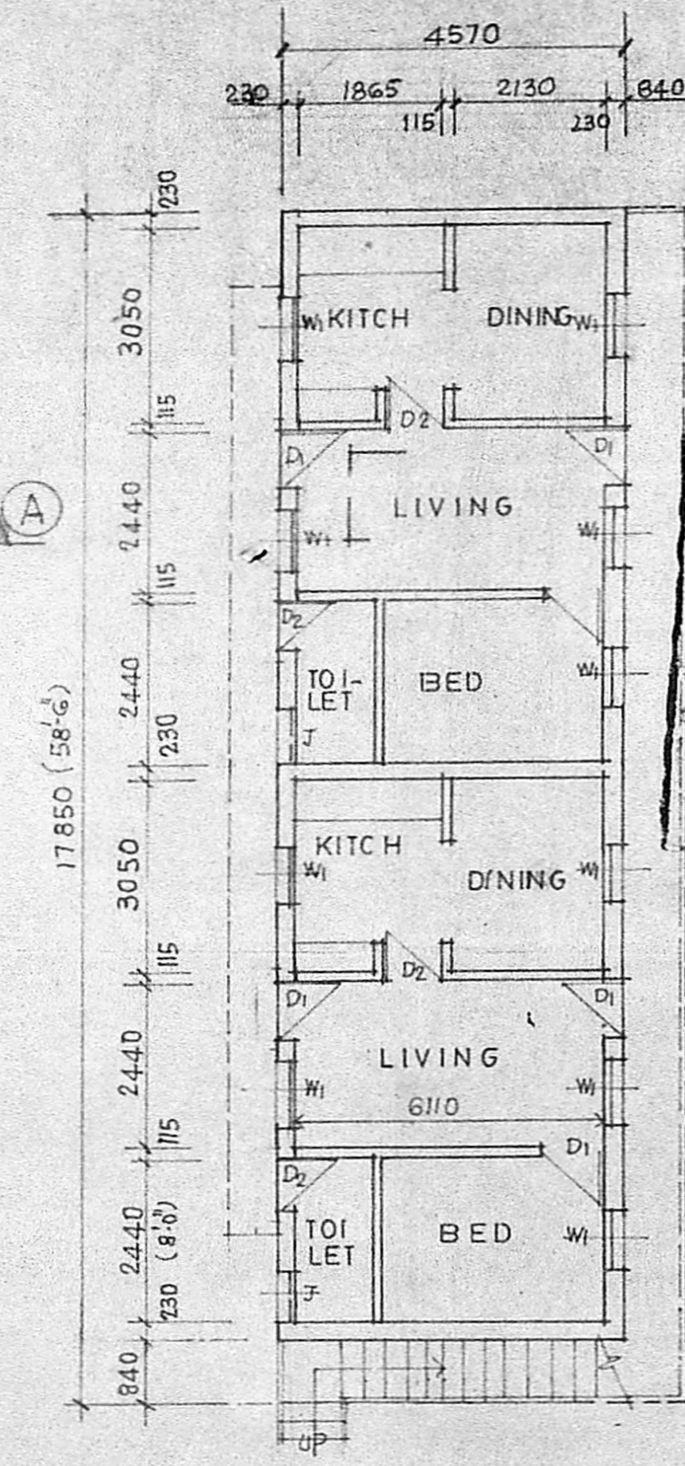 4570
230 1865 2130 840
115 230
230
3050
W1 KITCH DINING W1
115
D2
D1 D1
A
2440
LIVING
W1 W1
115
D2
2440
TOI-
LET
BED W1
17850 (58'-6")
230
J
KITCH
3050
W1 DINING W1
115
D2
D1 D1
2440
LIVING
W1 W1
6110
115
D1
D2
2440
230 (8'-0")
TOI
LET
BED W1
J
840
UP